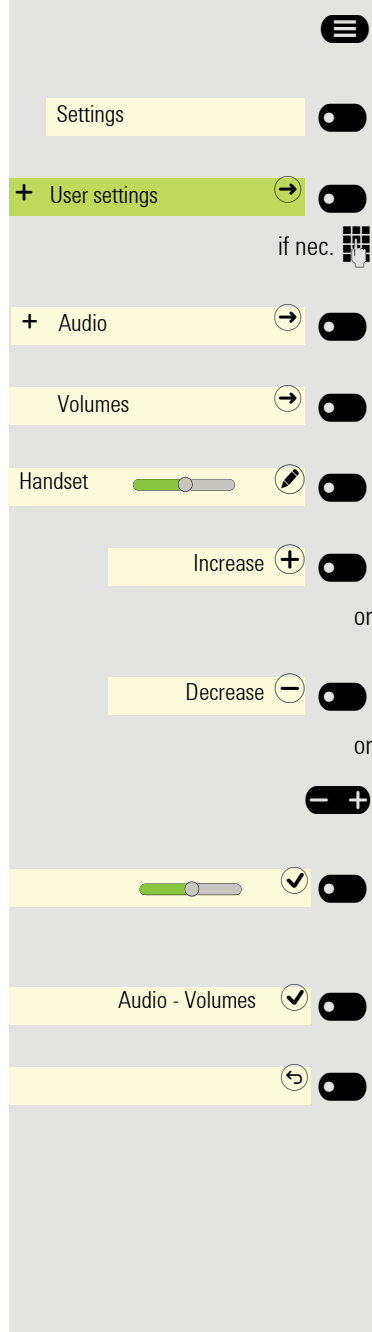 Settings
+ User settings
if nec.
+ Audio
Volumes
Handset
Increase +
or
Decrease −
or
− +
Audio - Volumes